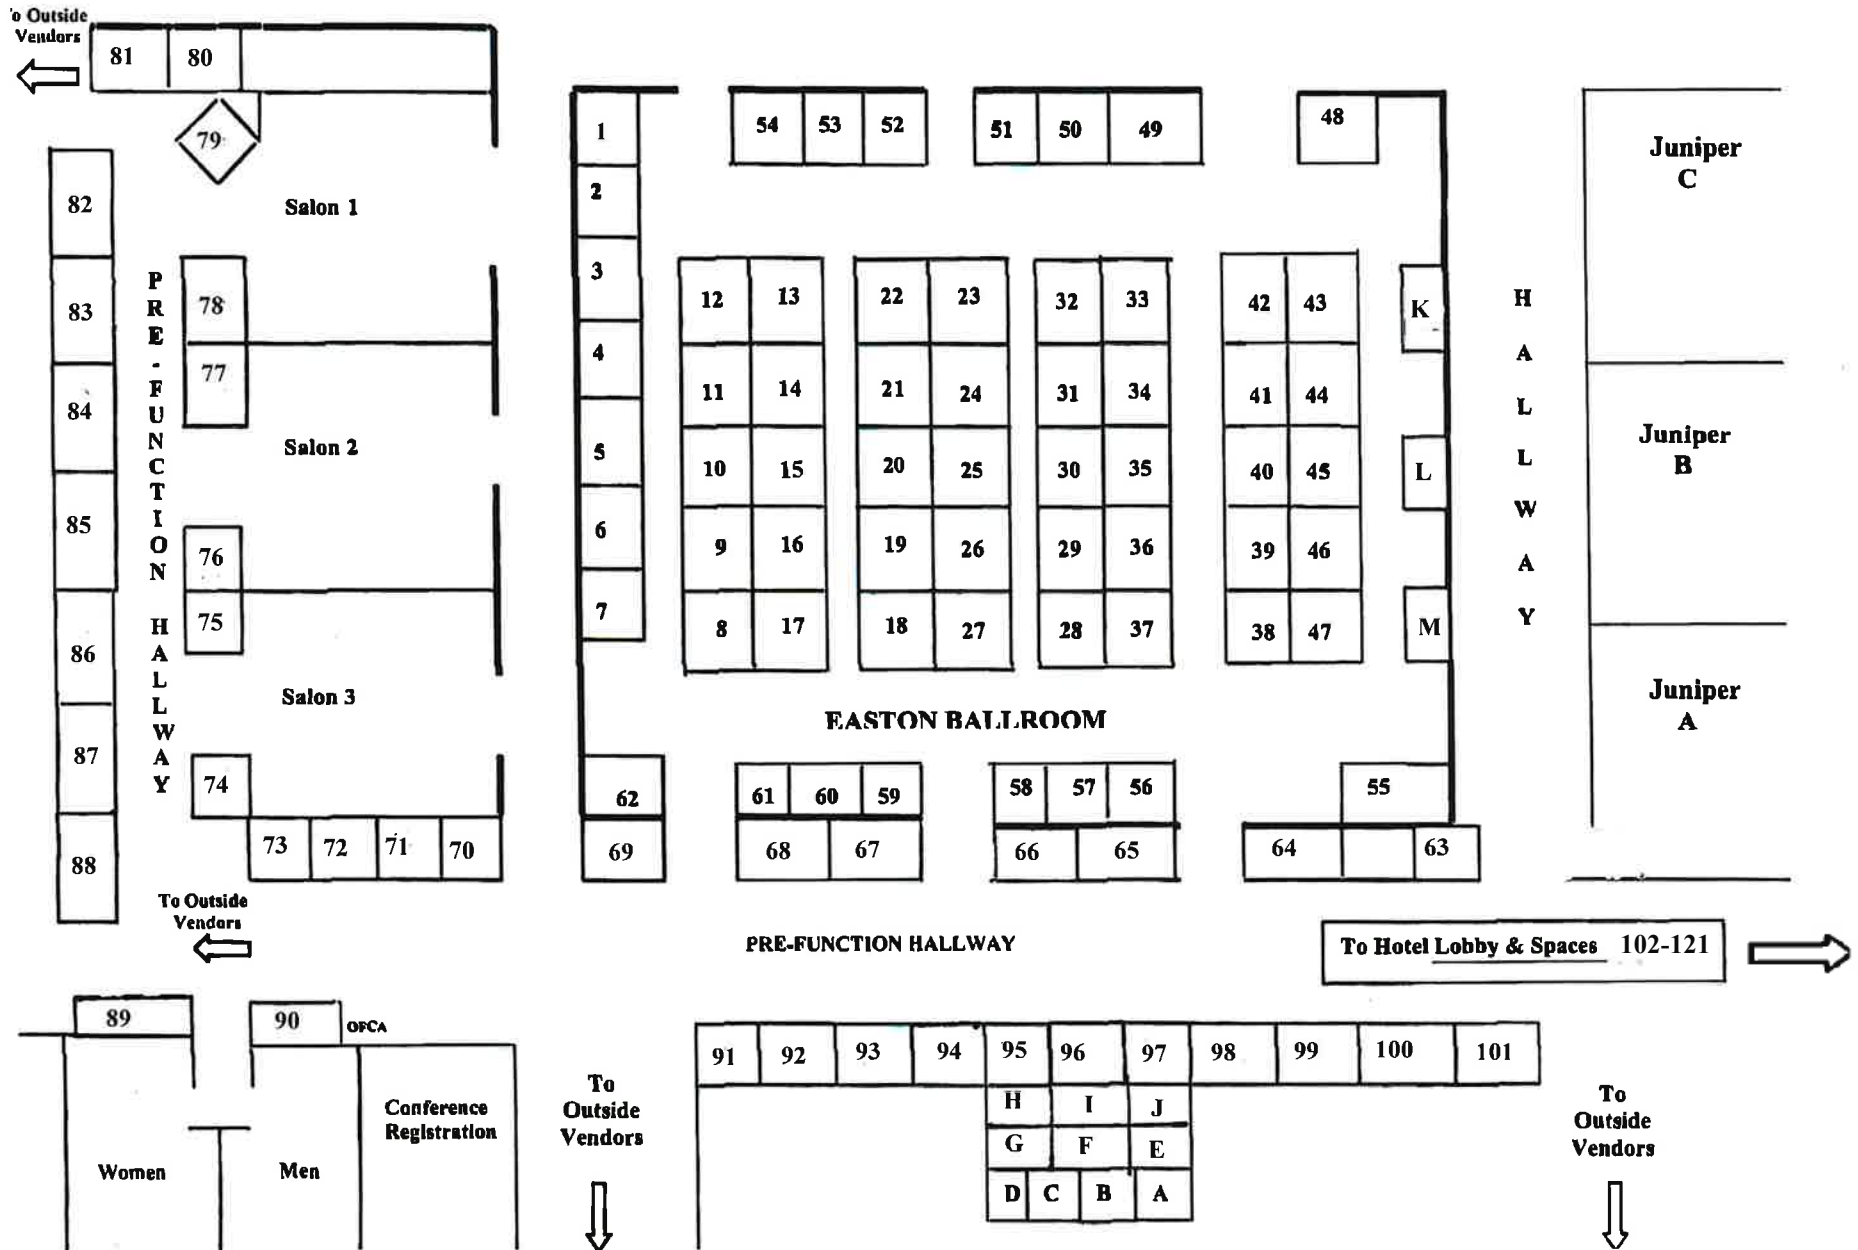 'o Outside
Vendors
81 80
79
82
83
84
85
86
87
88
PRE-FUNCTION HALLWAY
Salon 1
78
77
Salon 2
76
75
Salon 3
74
73 72 71 70
To Outside
Vendors
1
2
3
4
5
6
7
54 53 52
51 50 49
48
12 13 22 23 32 33 42 43
11 14 21 24 31 34 41 44
10 15 20 25 30 35 40 45
9 16 19 26 29 36 39 46
8 17 18 27 28 37 38 47
K
L
M
EASTON BALLROOM
62 61 60 59 58 57 56 55
69 68 67 66 65 64 63
HALLWAY
Juniper
C
Juniper
B
Juniper
A
PRE-FUNCTION HALLWAY
To Hotel Lobby & Spaces 102-121
89
90 OFCA
Women
Men
Conference
Registration
To
Outside
Vendors
91 92 93 94 95 96 97 98 99 100 101
H I J
G F E
D C B A
To
Outside
Vendors